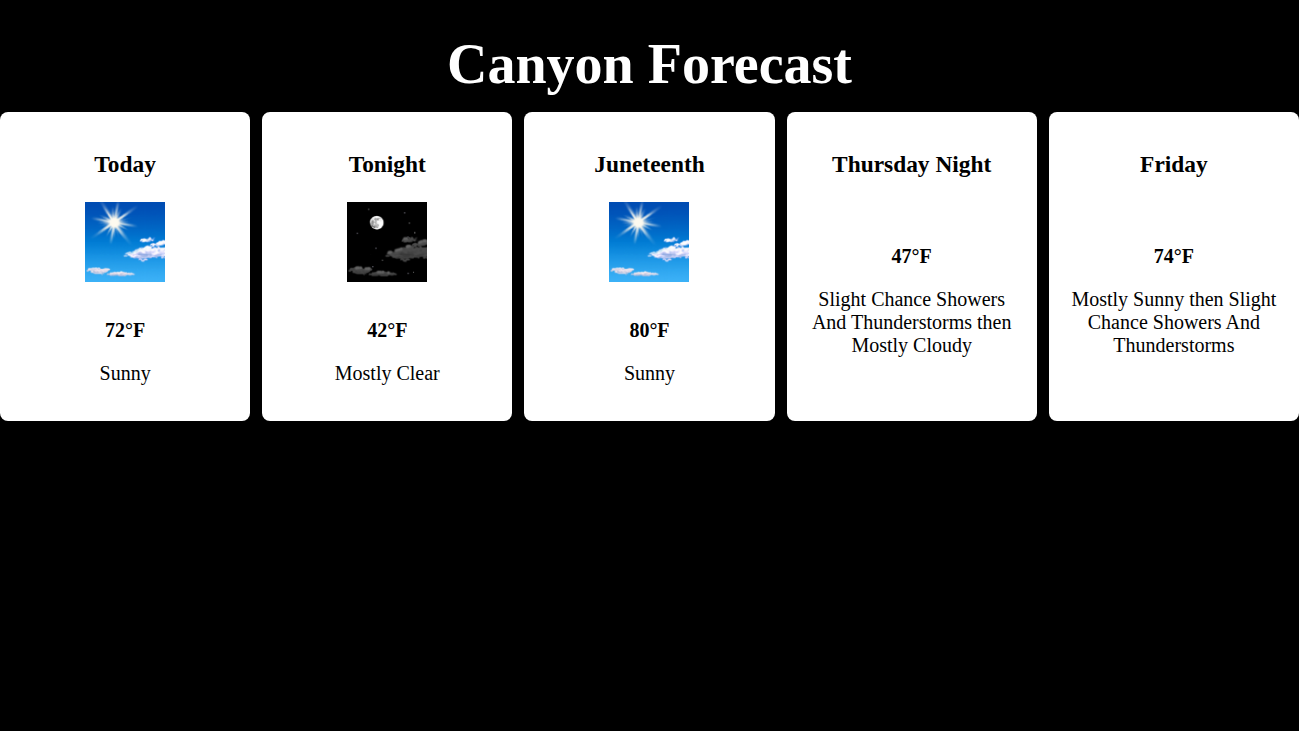 Canyon Forecast
Today
72°F
Sunny
Tonight
42°F
Mostly Clear
Juneteenth
80°F
Sunny
Thursday Night
47°F
Slight Chance Showers
And Thunderstorms then
Mostly Cloudy
Friday
74°F
Mostly Sunny then Slight
Chance Showers And
Thunderstorms